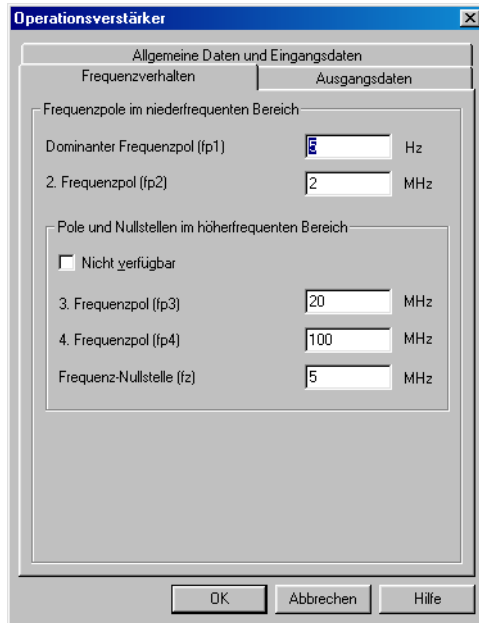 Operationsverstärker
Allgemeine Daten und Eingangsdaten
Frequenzverhalten Ausgangsdaten
Frequenzpole im niederfrequenten Bereich
Dominanter Frequenzpol (fp1) 5 Hz
2. Frequenzpol (fp2) 2 MHz
Pole und Nullstellen im höherfrequenten Bereich
Nicht verfügbar
3. Frequenzpol (fp3) 20 MHz
4. Frequenzpol (fp4) 100 MHz
Frequenz-Nullstelle (fz) 5 MHz
OK Abbrechen Hilfe